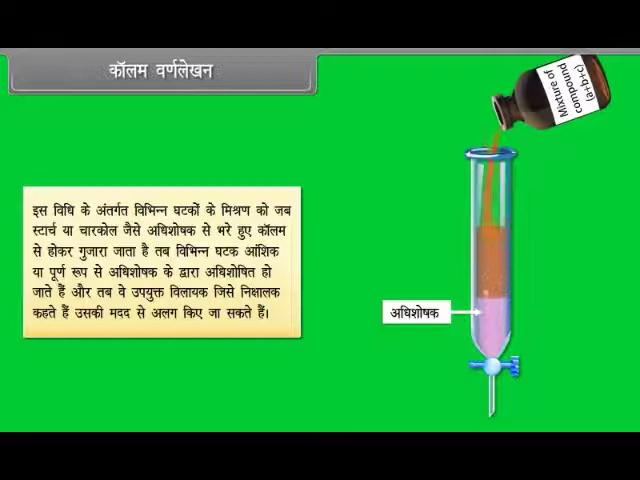 कॉलम वर्णलेखन
Mixture of
compound
(a+b+c)
इस विधि के अंतर्गत विभिन्न घटकों के मिश्रण को जब
स्टार्च या चारकोल जैसे अधिशोषक से भरे हुए कॉलम
से होकर गुजारा जाता है तब विभिन्न घटक आंशिक
या पूर्ण रूप से अधिशोषक के द्वारा अधिशोषित हो
जाते हैं और तब वे उपयुक्त विलायक जिसे निक्षालक
कहते हैं उसकी मदद से अलग किए जा सकते हैं।
अधिशोषक